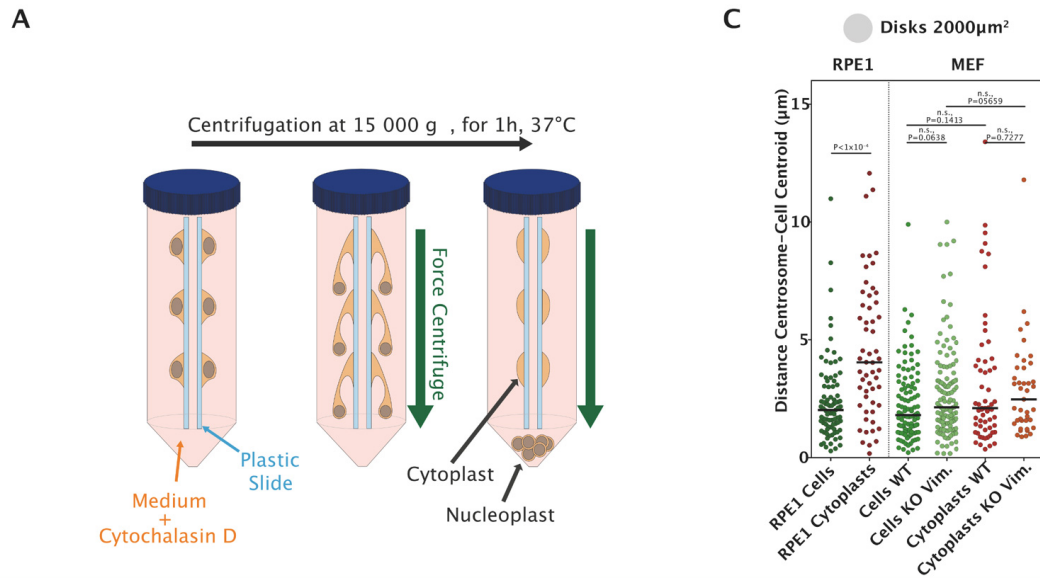 A
Centrifugation at 15 000 g , for 1h, 37°C
Force Centrifuge
Cytoplast
Nucleoplast
Plastic
Slide
Medium
+
Cytochalasin D
C
Disks 2000µm²
RPE1
MEF
Distance Centrosome-Cell Centroid (µm)
15
10
5
0
n.s.,
P=05659
n.s.,
P=0.1413
n.s.,
P=0.0638
n.s.,
P=0.7277
P<1x10⁻⁴
RPE1 Cells
RPE1 Cytoplasts
Cells WT
Cells KO Vim.
Cytoplasts WT
Cytoplasts KO Vim.